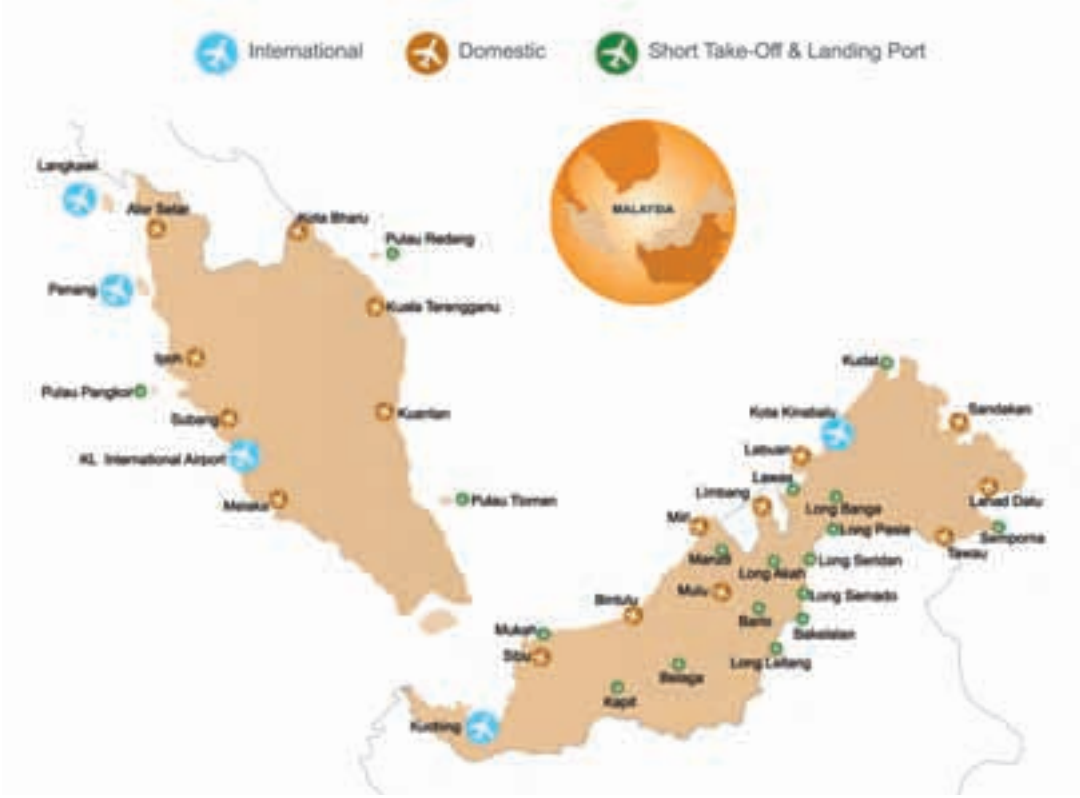 International
Domestic
Short Take-Off & Landing Port
MALAYSIA
Langkawi
Alor Setar
Kota Bharu
Pulau Redang
Penang
Kuala Terengganu
Ipoh
Pulau Pangkor
Subang
Kuantan
KL International Airport
Melaka
Pulau Tioman
Kudat
Kota Kinabalu
Sandakan
Labuan
Lawas
Limbang
Long Banga
Lahad Datu
Miri
Long Pasia
Semporna
Tawau
Marudi
Long Akah
Long Seridan
Mulu
Long Semado
Bintulu
Bario
Bakelalan
Mukah
Sibu
Long Lellang
Belaga
Kapit
Kuching